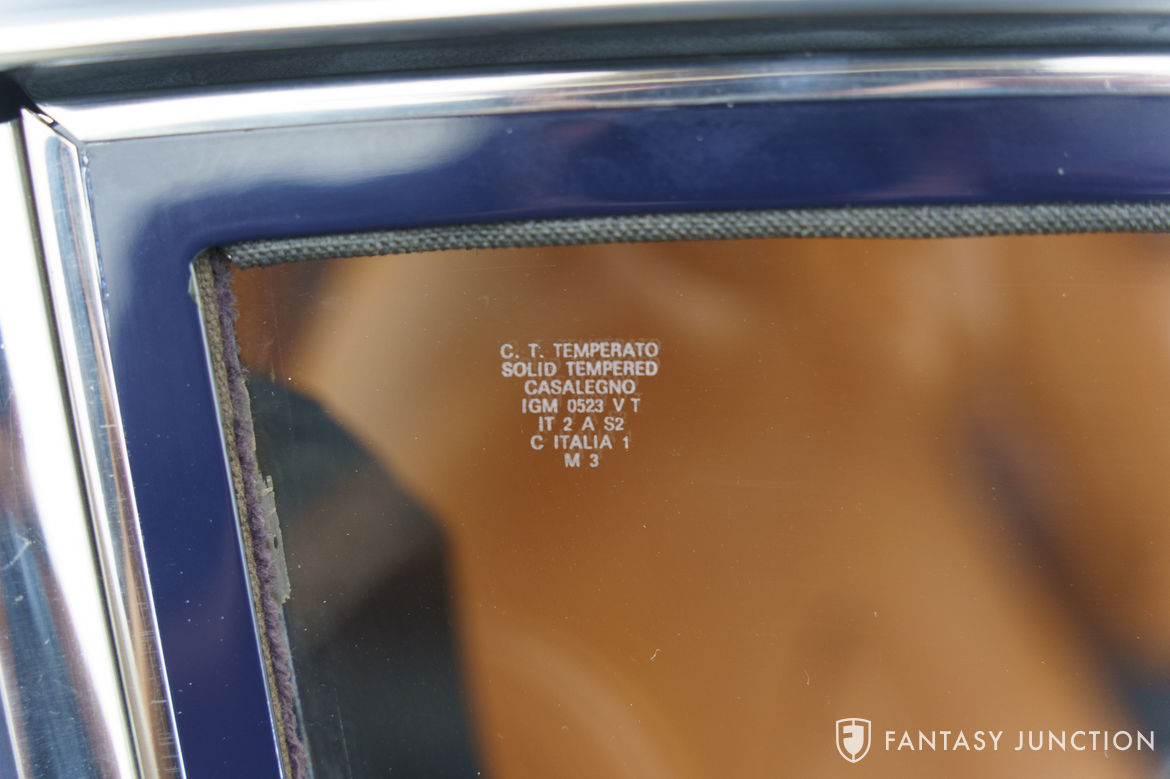 C. T. TEMPERATO
SOLID TEMPERED
CASALEGNO
IGM 0523 V T
IT 2 A S2
C ITALIA 1
M 3
FANTASY JUNCTION